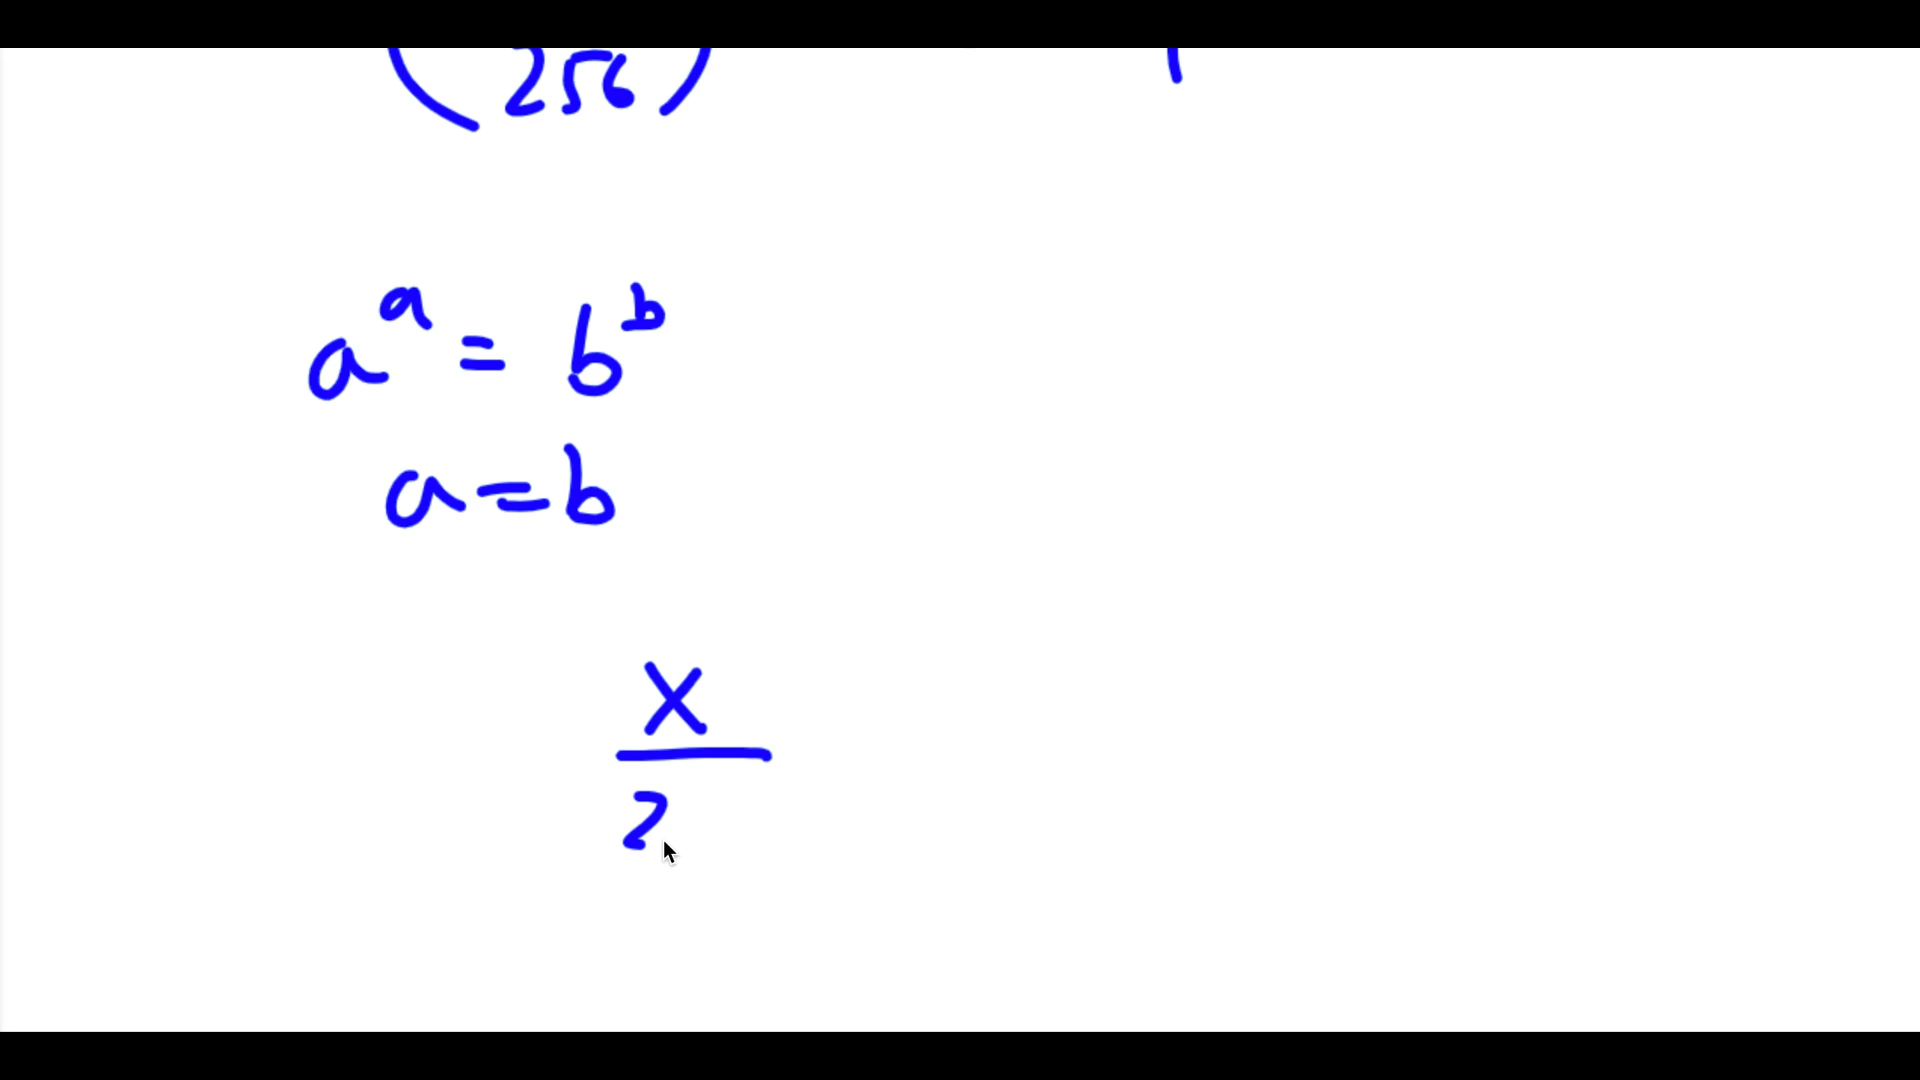 (256)
a^a = b^b
a=b
x
2